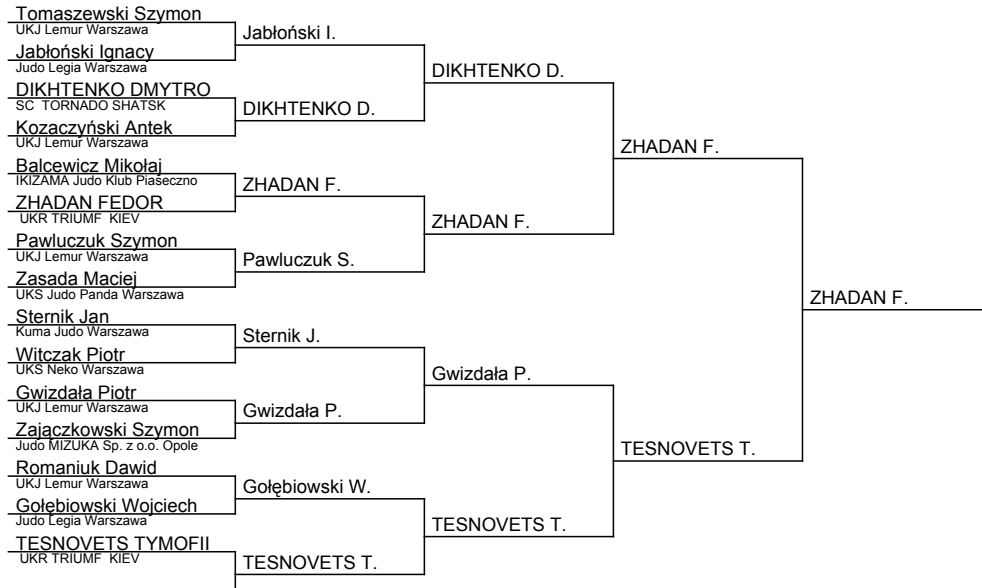 Tomaszewski Szymon
UKJ Lemur Warszawa
Jabłoński I.
Jabłoński Ignacy
Judo Legia Warszawa
DIKHTENKO D.
DIKHTENKO DMYTRO
SC TORNADO SHATSK
DIKHTENKO D.
Kozaczyński Antek
UKJ Lemur Warszawa
ZHADAN F.
Balcewicz Mikołaj
IKIZAMA Judo Klub Piaseczno
ZHADAN F.
ZHADAN FEDOR
UKR TRIUMF KIEV
ZHADAN F.
Pawluczuk Szymon
UKJ Lemur Warszawa
Pawluczuk S.
Zasada Maciej
UKS Judo Panda Warszawa
ZHADAN F.
Sternik Jan
Kuma Judo Warszawa
Sternik J.
Witczak Piotr
UKS Neko Warszawa
Gwizdała P.
Gwizdała Piotr
UKJ Lemur Warszawa
Gwizdała P.
Zajączkowski Szymon
Judo MIZUKA Sp. z o.o. Opole
TESNOVETS T.
Romaniuk Dawid
UKJ Lemur Warszawa
Gołębiowski W.
Gołębiowski Wojciech
Judo Legia Warszawa
TESNOVETS T.
TESNOVETS TYMOFII
UKR TRIUMF KIEV
TESNOVETS T.